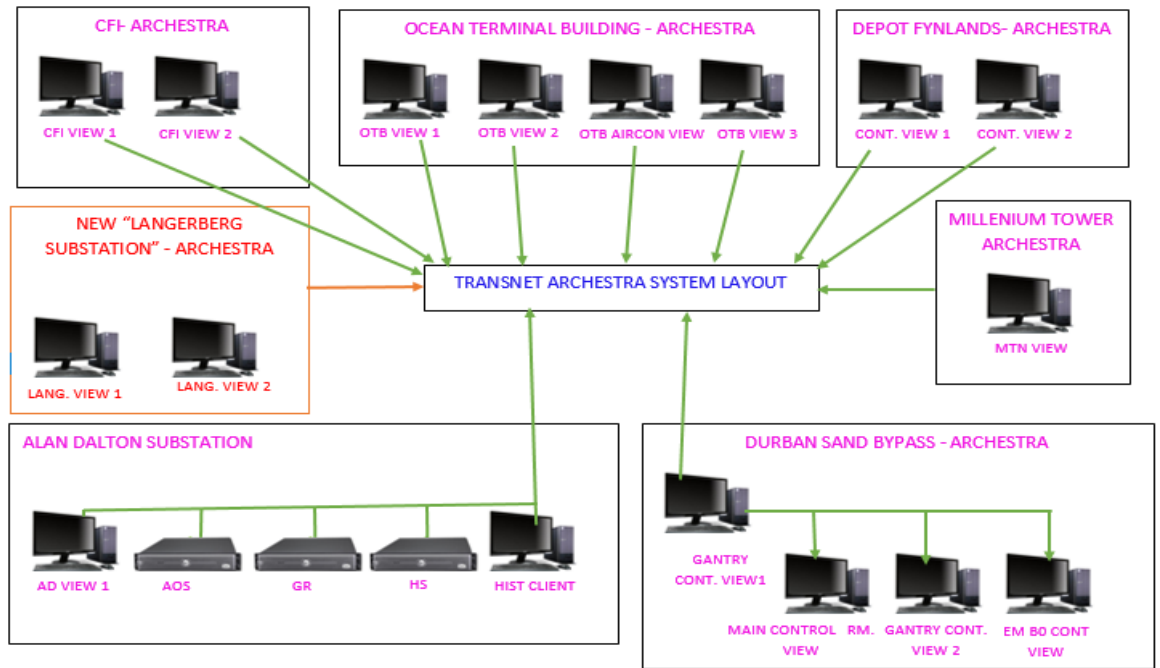 CFI- ARCHESTRA
CFI VIEW 1
CFI VIEW 2
OCEAN TERMINAL BUILDING - ARCHESTRA
OTB VIEW 1
OTB VIEW 2
OTB AIRCON VIEW
OTB VIEW 3
DEPOT FYNLANDS- ARCHESTRA
CONT. VIEW 1
CONT. VIEW 2
NEW “LANGERBERG
SUBSTATION” - ARCHESTRA
LANG. VIEW 1
LANG. VIEW 2
TRANSNET ARCHESTRA SYSTEM LAYOUT
MILLENIUM TOWER
ARCHESTRA
MTN VIEW
ALAN DALTON SUBSTATION
AD VIEW 1
AOS
GR
HS
HIST CLIENT
DURBAN SAND BYPASS - ARCHESTRA
GANTRY
CONT. VIEW1
MAIN CONTROL RM.
VIEW
GANTRY CONT.
VIEW 2
EM B0 CONT
VIEW